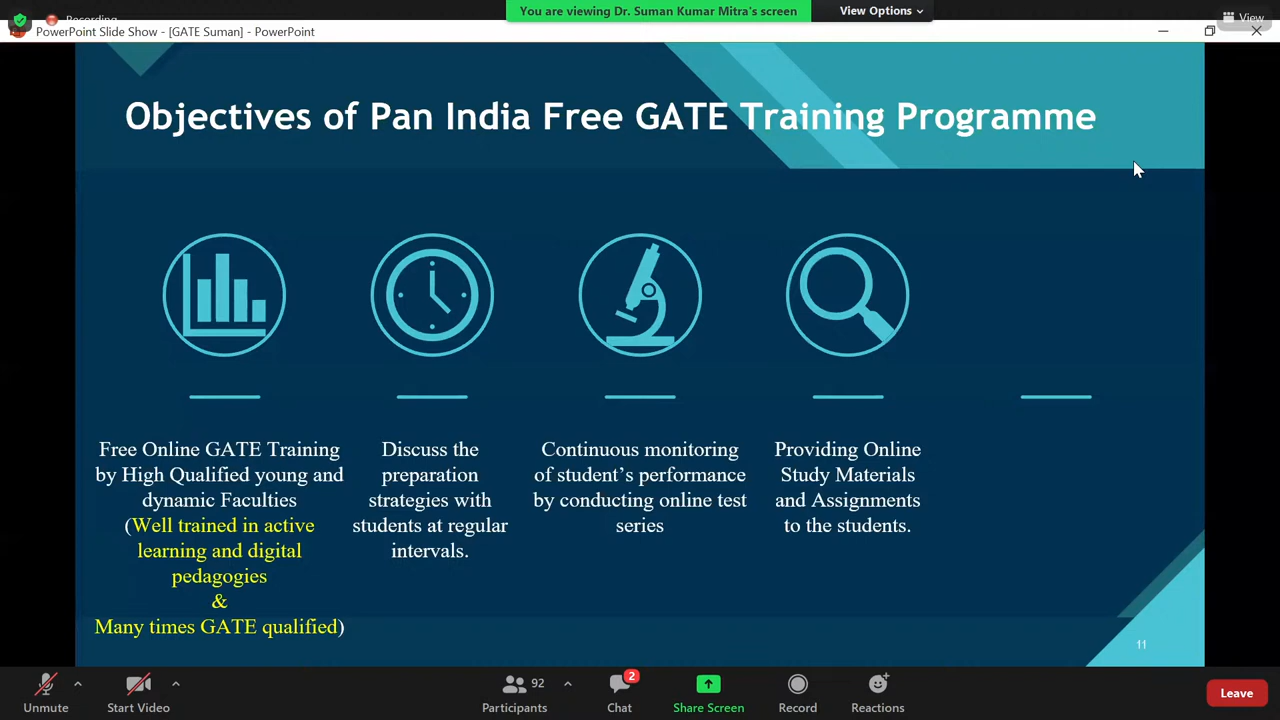 Recording
You are viewing Dr. Suman Kumar Mitra's screen
View Options
View
PowerPoint Slide Show - [GATE Suman] - PowerPoint
Objectives of Pan India Free GATE Training Programme
Free Online GATE Training
by High Qualified young and
dynamic Faculties
(Well trained in active
learning and digital
pedagogies
&
Many times GATE qualified)
Discuss the
preparation
strategies with
students at regular
intervals.
Continuous monitoring
of student’s performance
by conducting online test
series
Providing Online
Study Materials
and Assignments
to the students.
11
Unmute
Start Video
92
Participants
2
Chat
Share Screen
Record
Reactions
Leave